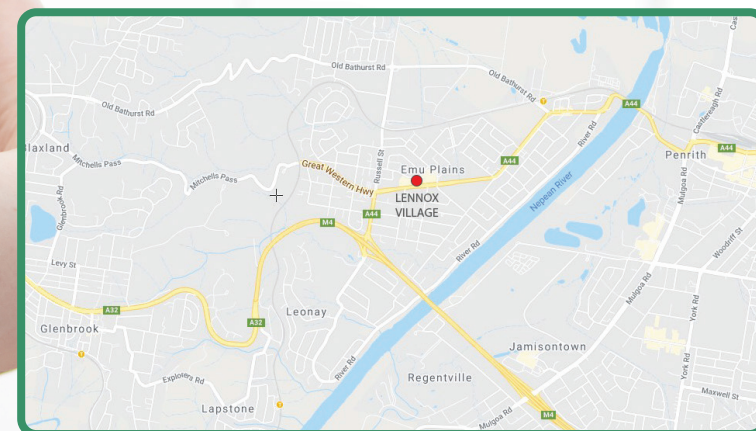 Cas
Old Bathurst Rd
Old Bathurst Rd
Old Bathurst Rd
A44
Castlereagh Rd
River Rd
Blaxland
Mitchells Pass
Mitchells Pass
Great Western Hwy
Russell St
Emu Plains
A44
Penrith
A44
LENNOX
VILLAGE
Nepean River
Mulgoa Rd
Glenbrook Rd
A44
M4
River Rd
Woodriff St
Levy St
Mulgoa Rd
A32
Leonay
York Rd
A32
Glenbrook
Jamisontown
River Rd
York Rd
Explorers Rd
Regentville
Maxwell St
Lapstone
Mulgoa Rd
M4